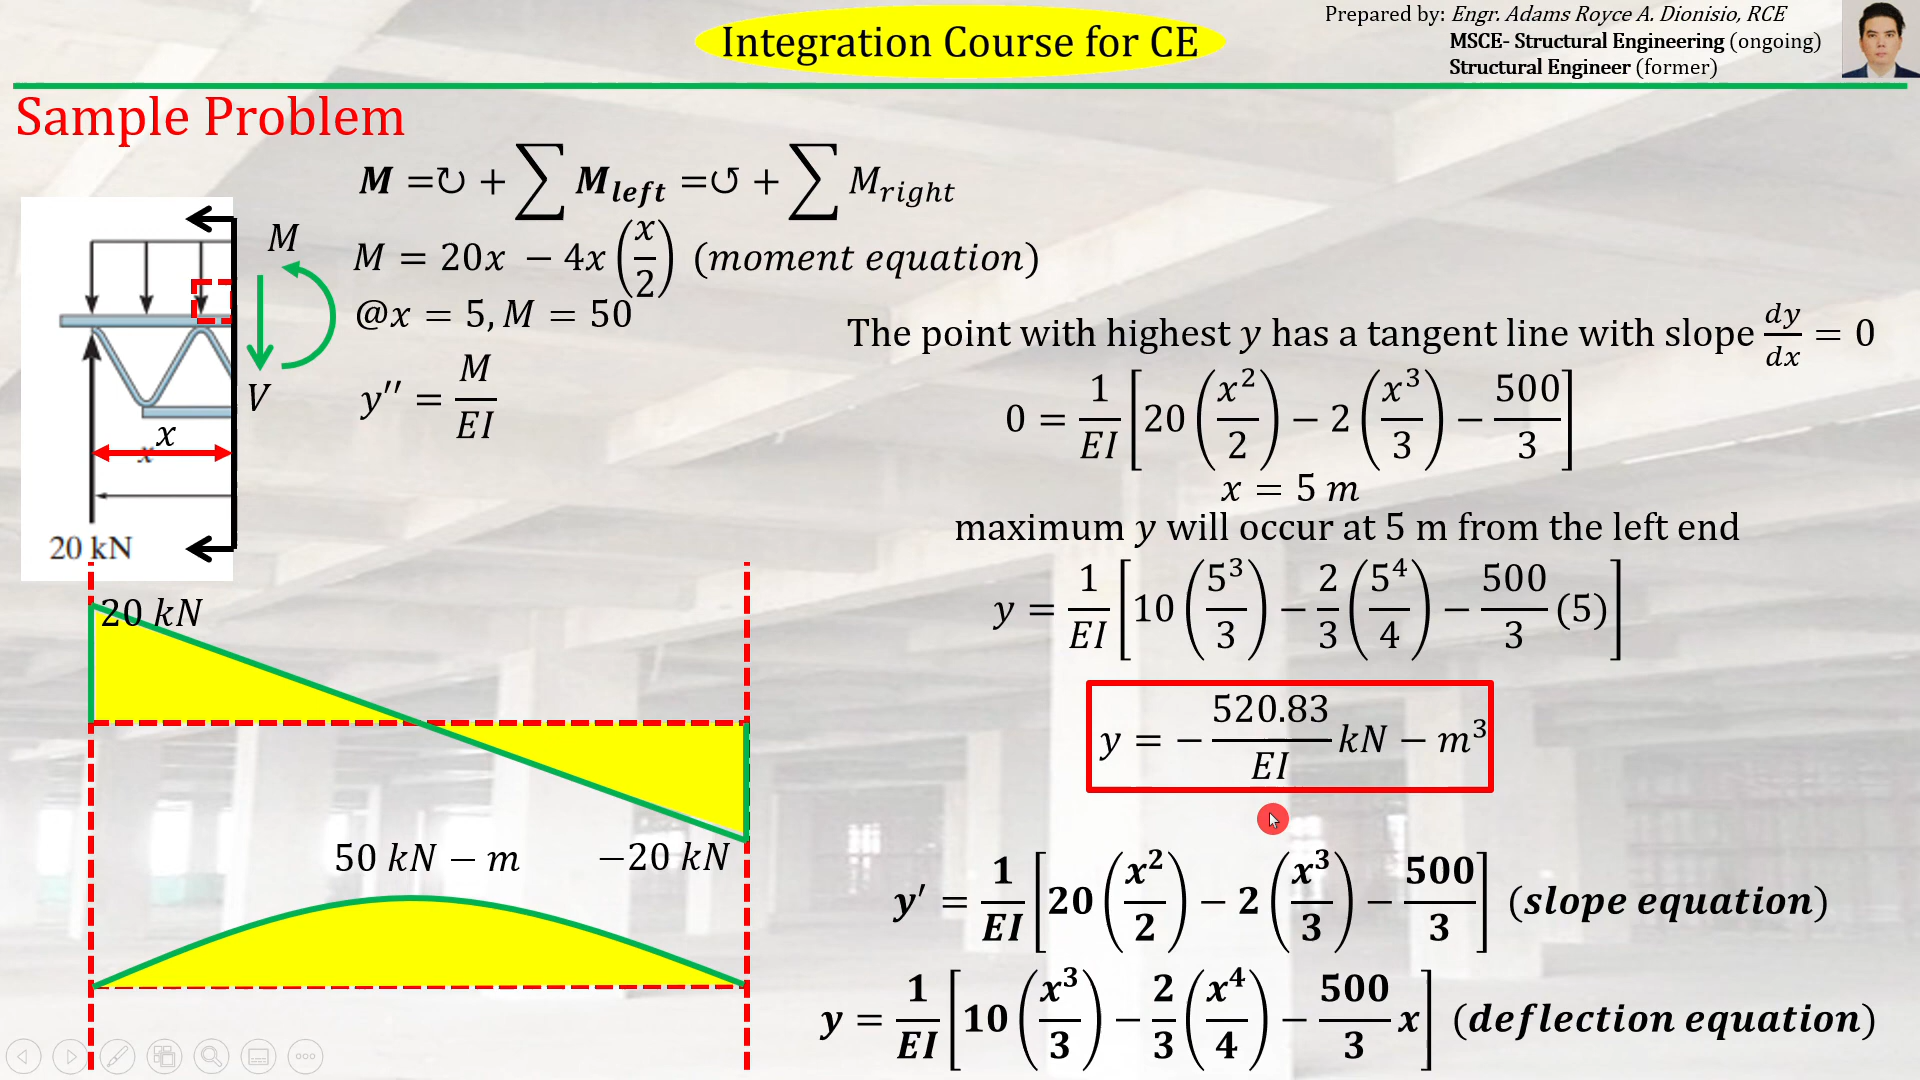 Integration Course for CE
Prepared by: Engr. Adams Royce A. Dionisio, RCE
MSCE- Structural Engineering (ongoing)
Structural Engineer (former)
Sample Problem
M =↻ + ∑ M_left =↺ + ∑ M_right
M = 20x − 4x (x/2) (moment equation)
@x = 5, M = 50
y′′ = M/EI
M
V
x
x
20 kN
20 kN
50 kN − m
−20 kN
The point with highest y has a tangent line with slope dy/dx = 0
0 = 1/EI [20 (x²/2) − 2 (x³/3) − 500/3]
x = 5 m
maximum y will occur at 5 m from the left end
y = 1/EI [10 (5³/3) − 2/3 (5⁴/4) − 500/3 (5)]
y = − 520.83/EI kN − m³
y′ = 1/EI [20 (x²/2) − 2 (x³/3) − 500/3] (slope equation)
y = 1/EI [10 (x³/3) − 2/3 (x⁴/4) − 500/3 x] (deflection equation)